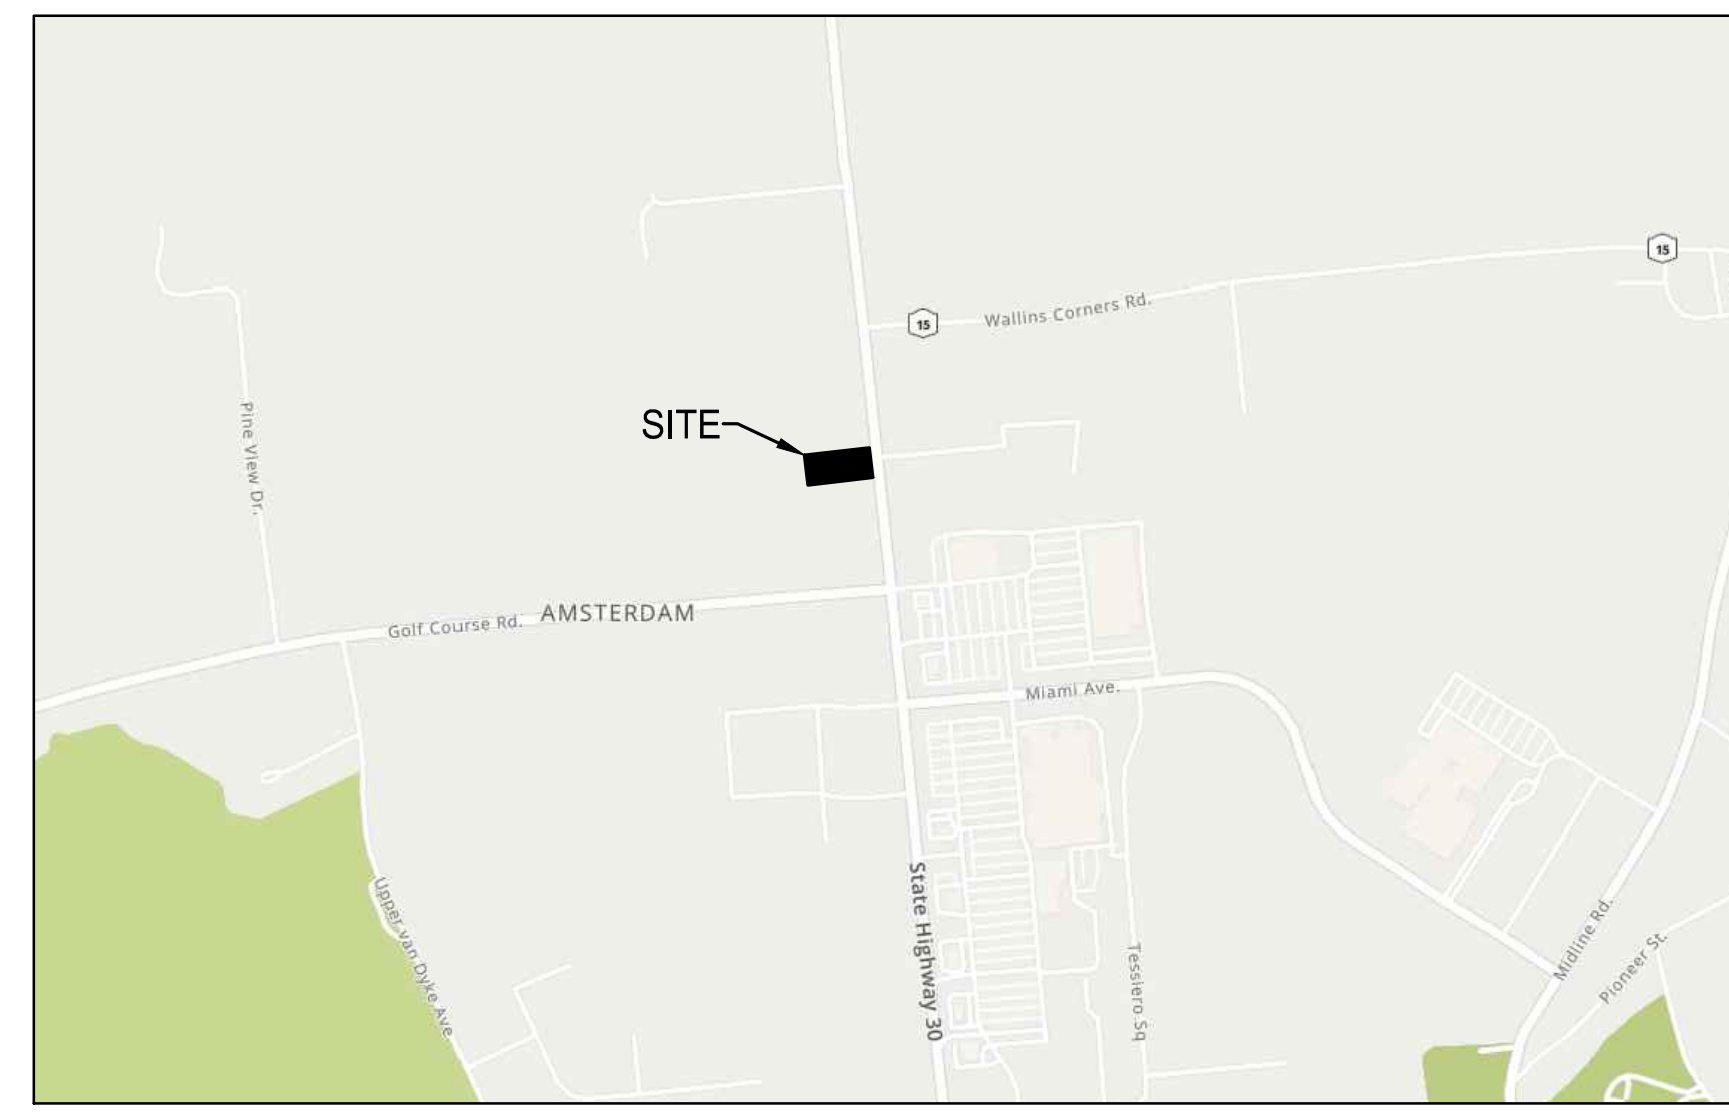 15
Wallins Corners Rd.
15
Pine View Dr.
SITE
Golf Course Rd.
AMSTERDAM
Miami Ave.
State Highway 30
Upper van Dyke Ave.
Tessiero Sq
Midline Rd.
Pioneer St.